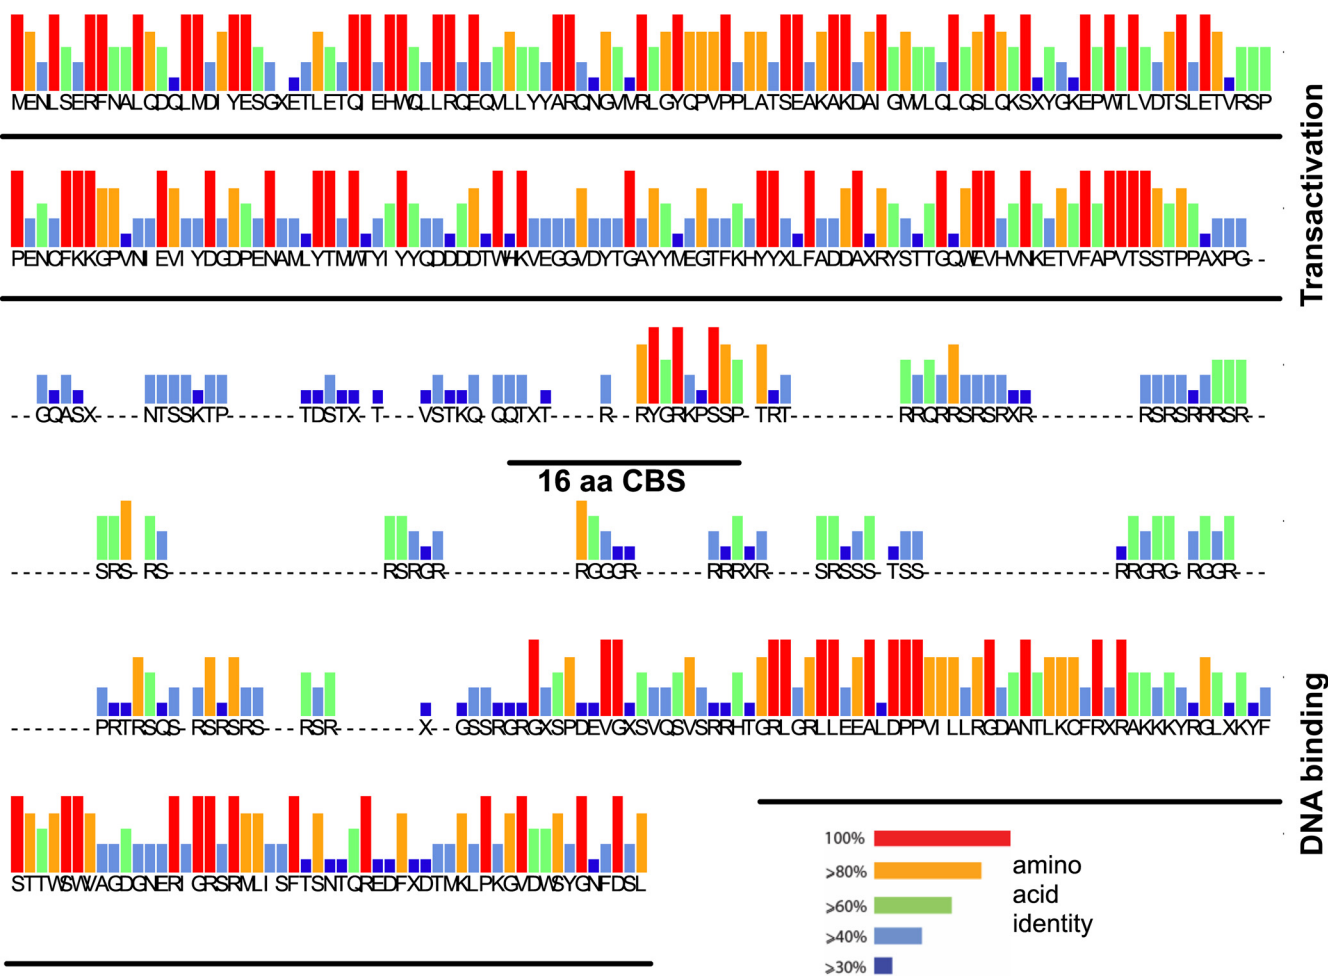 MENLSERFNALQDQLMDIYESGXETLETQIEHWQLLRQEQVLLYYARQNGVMRLGYQPVPPLATSEAKAKDAIGMVLQLQSLQKSXYGKEPWTLVDTSLETVRSP
PENCFKKGPVNIEVIYDGDPENAMLYTMWTYIYYQDDDDTWHKVEGGVDYTGAYYMEGTFKHYYXLFADDAXRYSTTGQWEVHVNKETVFAPVTSSTPPAXPG--
--GQASX----NTSSKTP------TDSTX-T---VSTKQ-QQTXT----R--RYGRKPSSP-TRT---------RRQRRSRSRXR---------RSRSRRRSR--
16 aa CBS
-------SRS-RS------------------RSRGR-----------RGGGR------RRRXR----SRSSS-TSS----------------RRGRG-RGGR---
-------PRTRSQS-RSRSRS---RSR-------X--GSSRGRGXSPDEVGXSVQSVSRRHTGRLGRLLEEALDPPVILLRGDANTLKCFRXRAKKKYRGLXKYF
STTWSWVAGDGNERIGRSRMLISFTSNTQREDFXDTMKLPKGVDWSYGNFDSL
Transactivation
DNA binding
100%
⩾80%
⩾60%
⩾40%
⩾30%
amino
acid
identity